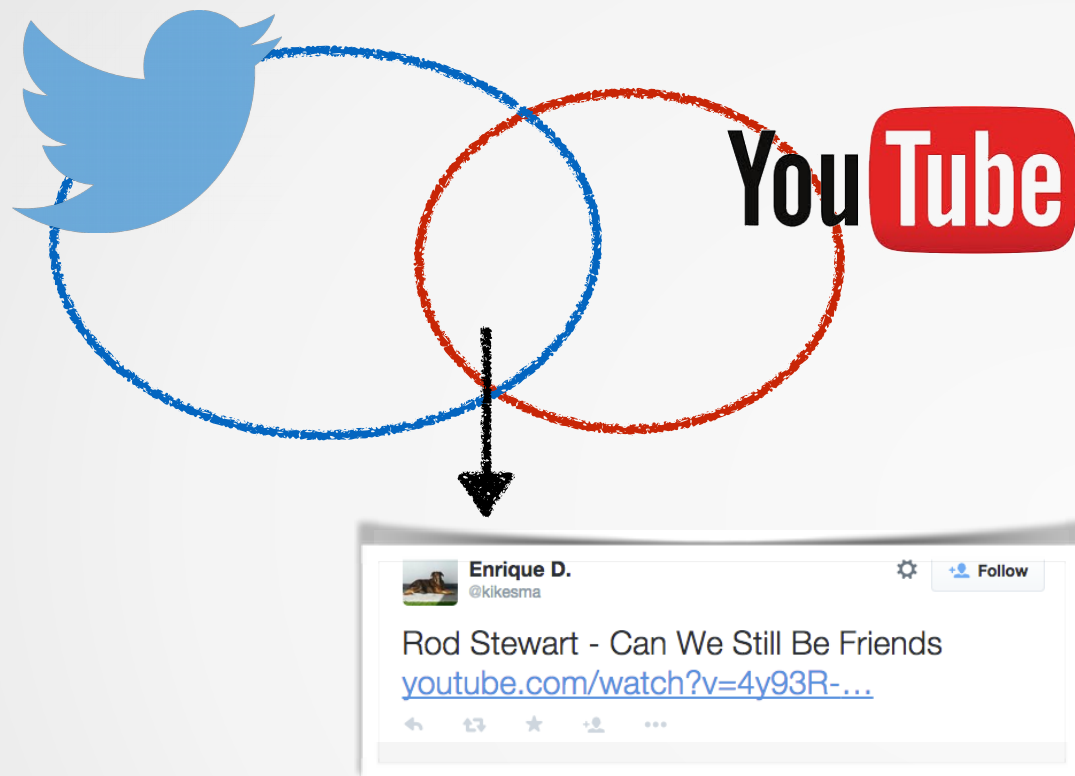 YouTube
Enrique D.
@kikesma
Follow
Rod Stewart - Can We Still Be Friends
youtube.com/watch?v=4y93R-...